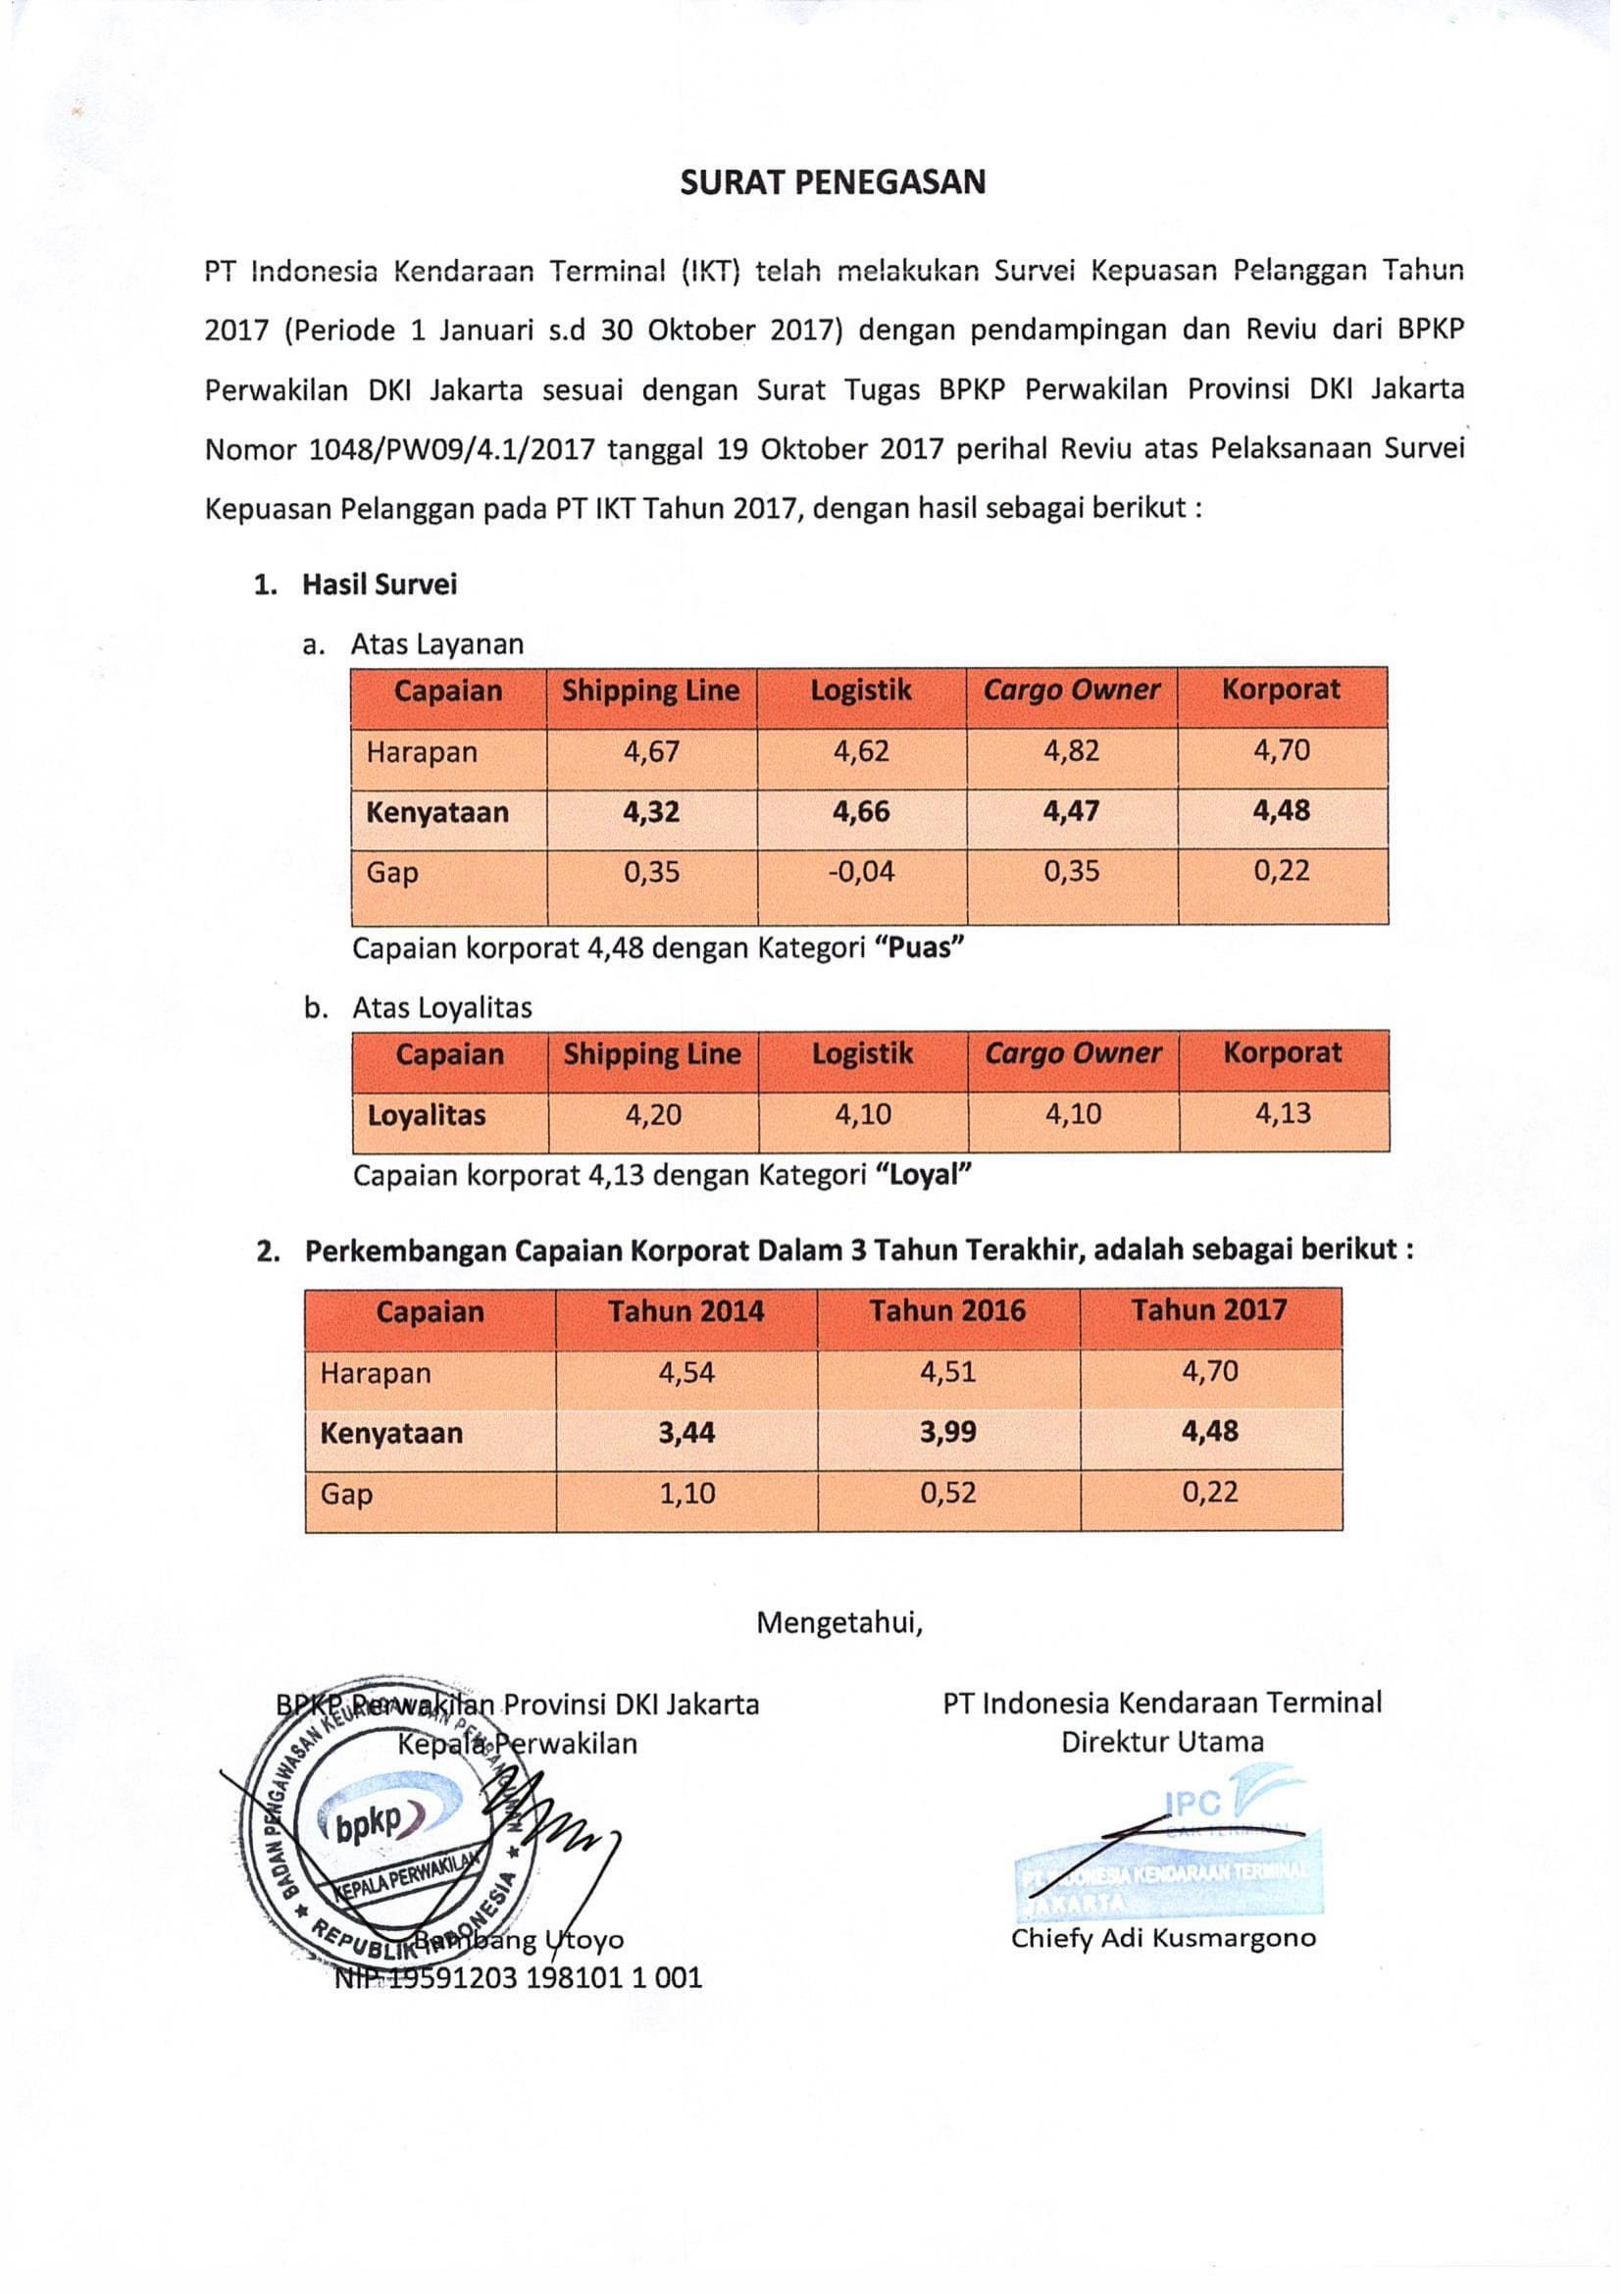 SURAT PENEGASAN
PT Indonesia Kendaraan Terminal (IKT) telah melakukan Survei Kepuasan Pelanggan Tahun
2017 (Periode 1 Januari s.d 30 Oktober 2017) dengan pendampingan dan Reviu dari BPKP
Perwakilan DKI Jakarta sesuai dengan Surat Tugas BPKP Perwakilan Provinsi DKI Jakarta
Nomor 1048/PW09/4.1/2017 tanggal 19 Oktober 2017 perihal Reviu atas Pelaksanaan Survei
Kepuasan Pelanggan pada PT IKT Tahun 2017, dengan hasil sebagai berikut :
1. Hasil Survei
a. Atas Layanan
Capaian Shipping Line Logistik Cargo Owner Korporat
Harapan 4,67 4,62 4,82 4,70
Kenyataan 4,32 4,66 4,47 4,48
Gap 0,35 -0,04 0,35 0,22
Capaian korporat 4,48 dengan Kategori “Puas”
b. Atas Loyalitas
Capaian Shipping Line Logistik Cargo Owner Korporat
Loyalitas 4,20 4,10 4,10 4,13
Capaian korporat 4,13 dengan Kategori “Loyal”
2. Perkembangan Capaian Korporat Dalam 3 Tahun Terakhir, adalah sebagai berikut :
Capaian Tahun 2014 Tahun 2016 Tahun 2017
Harapan 4,54 4,51 4,70
Kenyataan 3,44 3,99 4,48
Gap 1,10 0,52 0,22
Mengetahui,
BPKP Perwakilan Provinsi DKI Jakarta
Kepala Perwakilan
BADAN PENGAWASAN KEUANGAN DAN PEMBANGUNAN
bpkp
KEPALA PERWAKILAN
★ REPUBLIK INDONESIA ★
Bambang Utoyo
NIP 19591203 198101 1 001
PT Indonesia Kendaraan Terminal
Direktur Utama
IPC
CAR TERMINAL
PT INDONESIA KENDARAAN TERMINAL
JAKARTA
Chiefy Adi Kusmargono